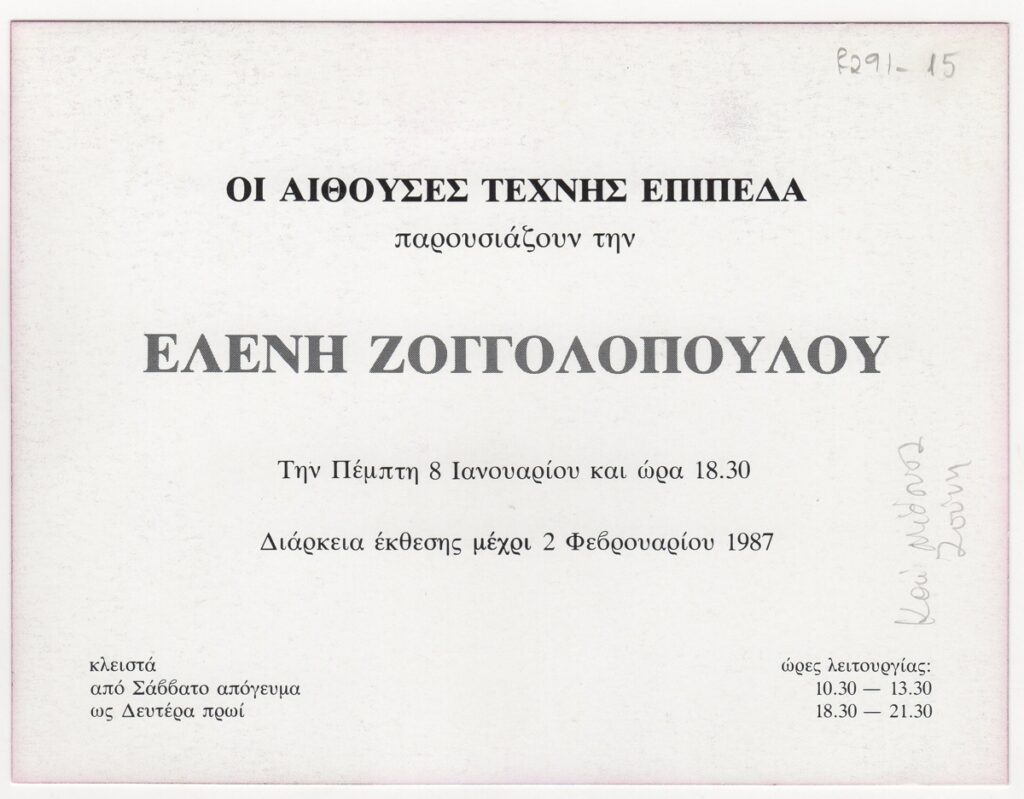 R291- 15
ΟΙ ΑΙΘΟΥΣΕΣ ΤΕΧΝΗΣ ΕΠΙΠΕΔΑ
παρουσιάζουν την
ΕΛΕΝΗ ΖΟΓΓΟΛΟΠΟΥΛΟΥ
Την Πέμπτη 8 Ιανουαρίου και ώρα 18.30
Διάρκεια έκθεσης μέχρι 2 Φεβρουαρίου 1987
κλειστά
από Σάββατο απόγευμα
ως Δευτέρα πρωί
ώρες λειτουργίας:
10.30 — 13.30
18.30 — 21.30